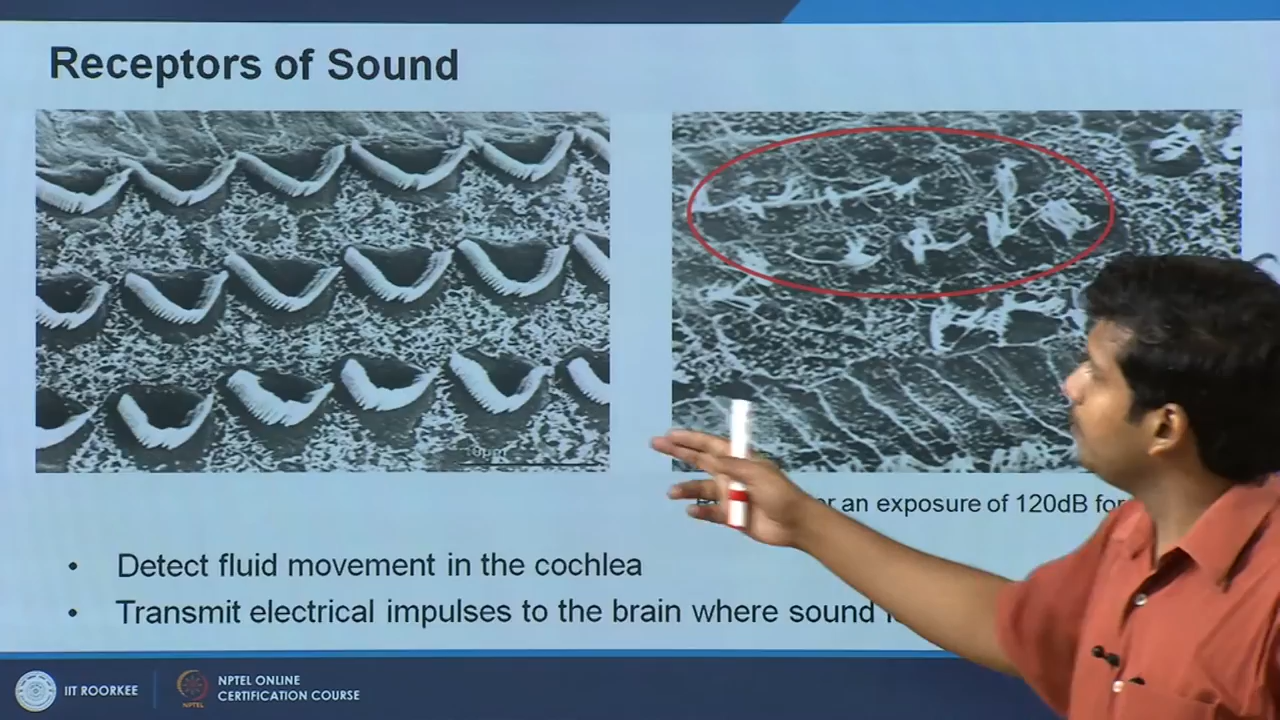 Receptors of Sound
an exposure of 120dB for
• Detect fluid movement in the cochlea
• Transmit electrical impulses to the brain where sound
IIT ROORKEE
NPTEL ONLINE
CERTIFICATION COURSE
NPTEL